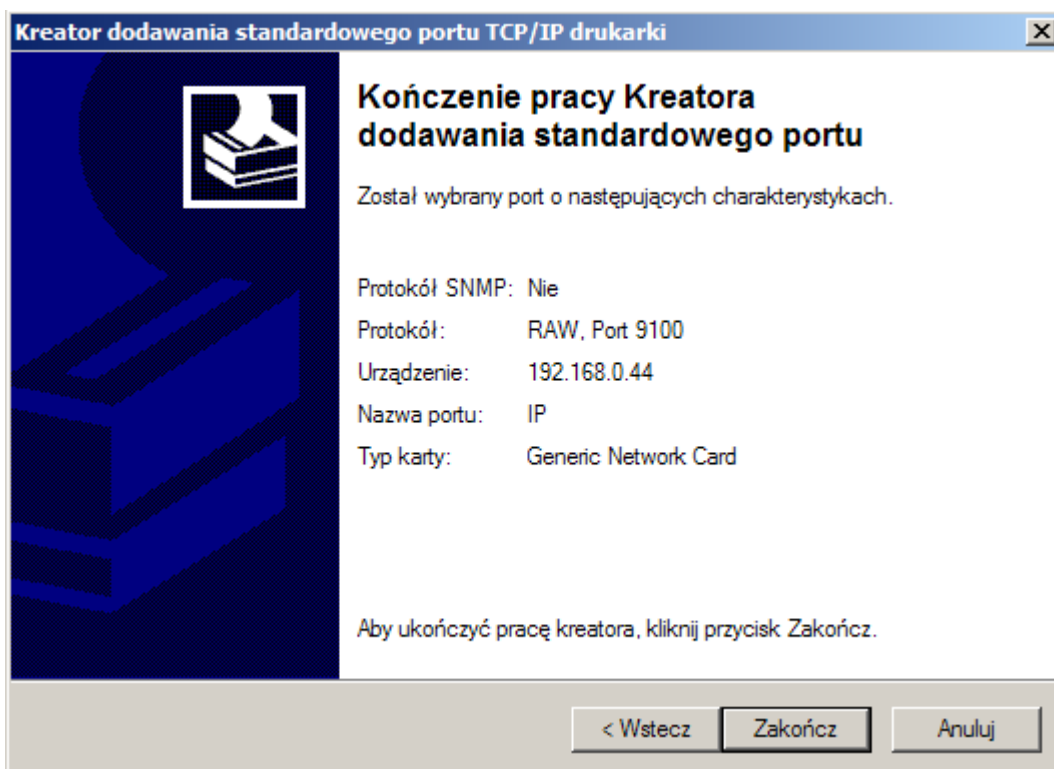 Kreator dodawania standardowego portu TCP/IP drukarki
Kończenie pracy Kreatora
dodawania standardowego portu
Został wybrany port o następujących charakterystykach.
Protokół SNMP: Nie
Protokół: RAW, Port 9100
Urządzenie: 192.168.0.44
Nazwa portu: IP
Typ karty: Generic Network Card
Aby ukończyć pracę kreatora, kliknij przycisk Zakończ.
< Wstecz Zakończ Anuluj